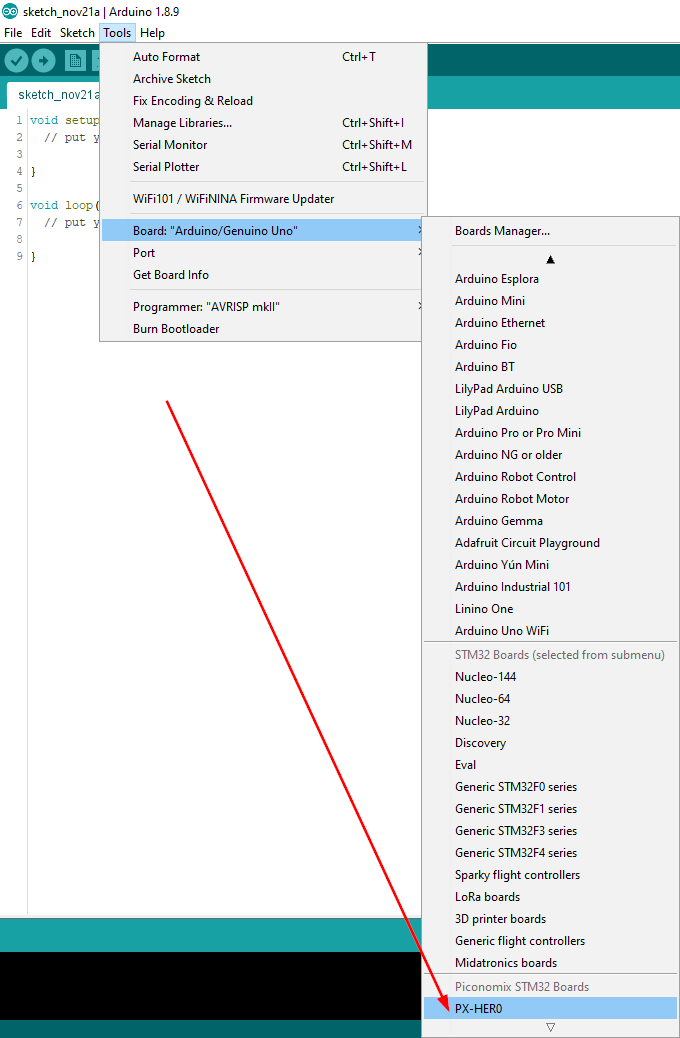 sketch_nov21a | Arduino 1.8.9
File Edit Sketch Tools Help
sketch_nov21a
1 void setup
2 // put y
3
4 }
5
6 void loop(
7 // put y
8
9 }
Auto Format Ctrl+T
Archive Sketch
Fix Encoding & Reload
Manage Libraries... Ctrl+Shift+I
Serial Monitor Ctrl+Shift+M
Serial Plotter Ctrl+Shift+L
WiFi101 / WiFiNINA Firmware Updater
Board: "Arduino/Genuino Uno"
Port
Get Board Info
Programmer: "AVRISP mkII"
Burn Bootloader
Boards Manager...
Arduino Esplora
Arduino Mini
Arduino Ethernet
Arduino Fio
Arduino BT
LilyPad Arduino USB
LilyPad Arduino
Arduino Pro or Pro Mini
Arduino NG or older
Arduino Robot Control
Arduino Robot Motor
Arduino Gemma
Adafruit Circuit Playground
Arduino Yún Mini
Arduino Industrial 101
Linino One
Arduino Uno WiFi
STM32 Boards (selected from submenu)
Nucleo-144
Nucleo-64
Nucleo-32
Discovery
Eval
Generic STM32F0 series
Generic STM32F1 series
Generic STM32F3 series
Generic STM32F4 series
Sparky flight controllers
LoRa boards
3D printer boards
Generic flight controllers
Midatronics boards
Piconomix STM32 Boards
PX-HER0